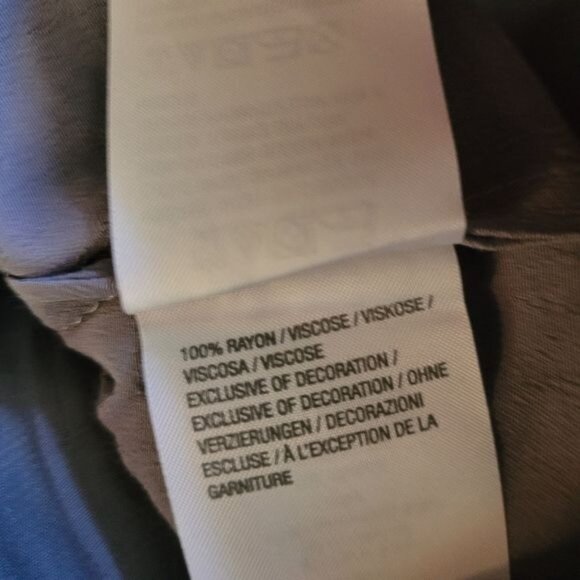 100% RAYON / VISCOSE / VISKOSE /
VISCOSA / VISCOSE
EXCLUSIVE OF DECORATION /
EXCLUSIVE OF DECORATION / OHNE
VERZIERUNGEN / DECORAZIONI
ESCLUSE / À L'EXCEPTION DE LA
GARNITURE